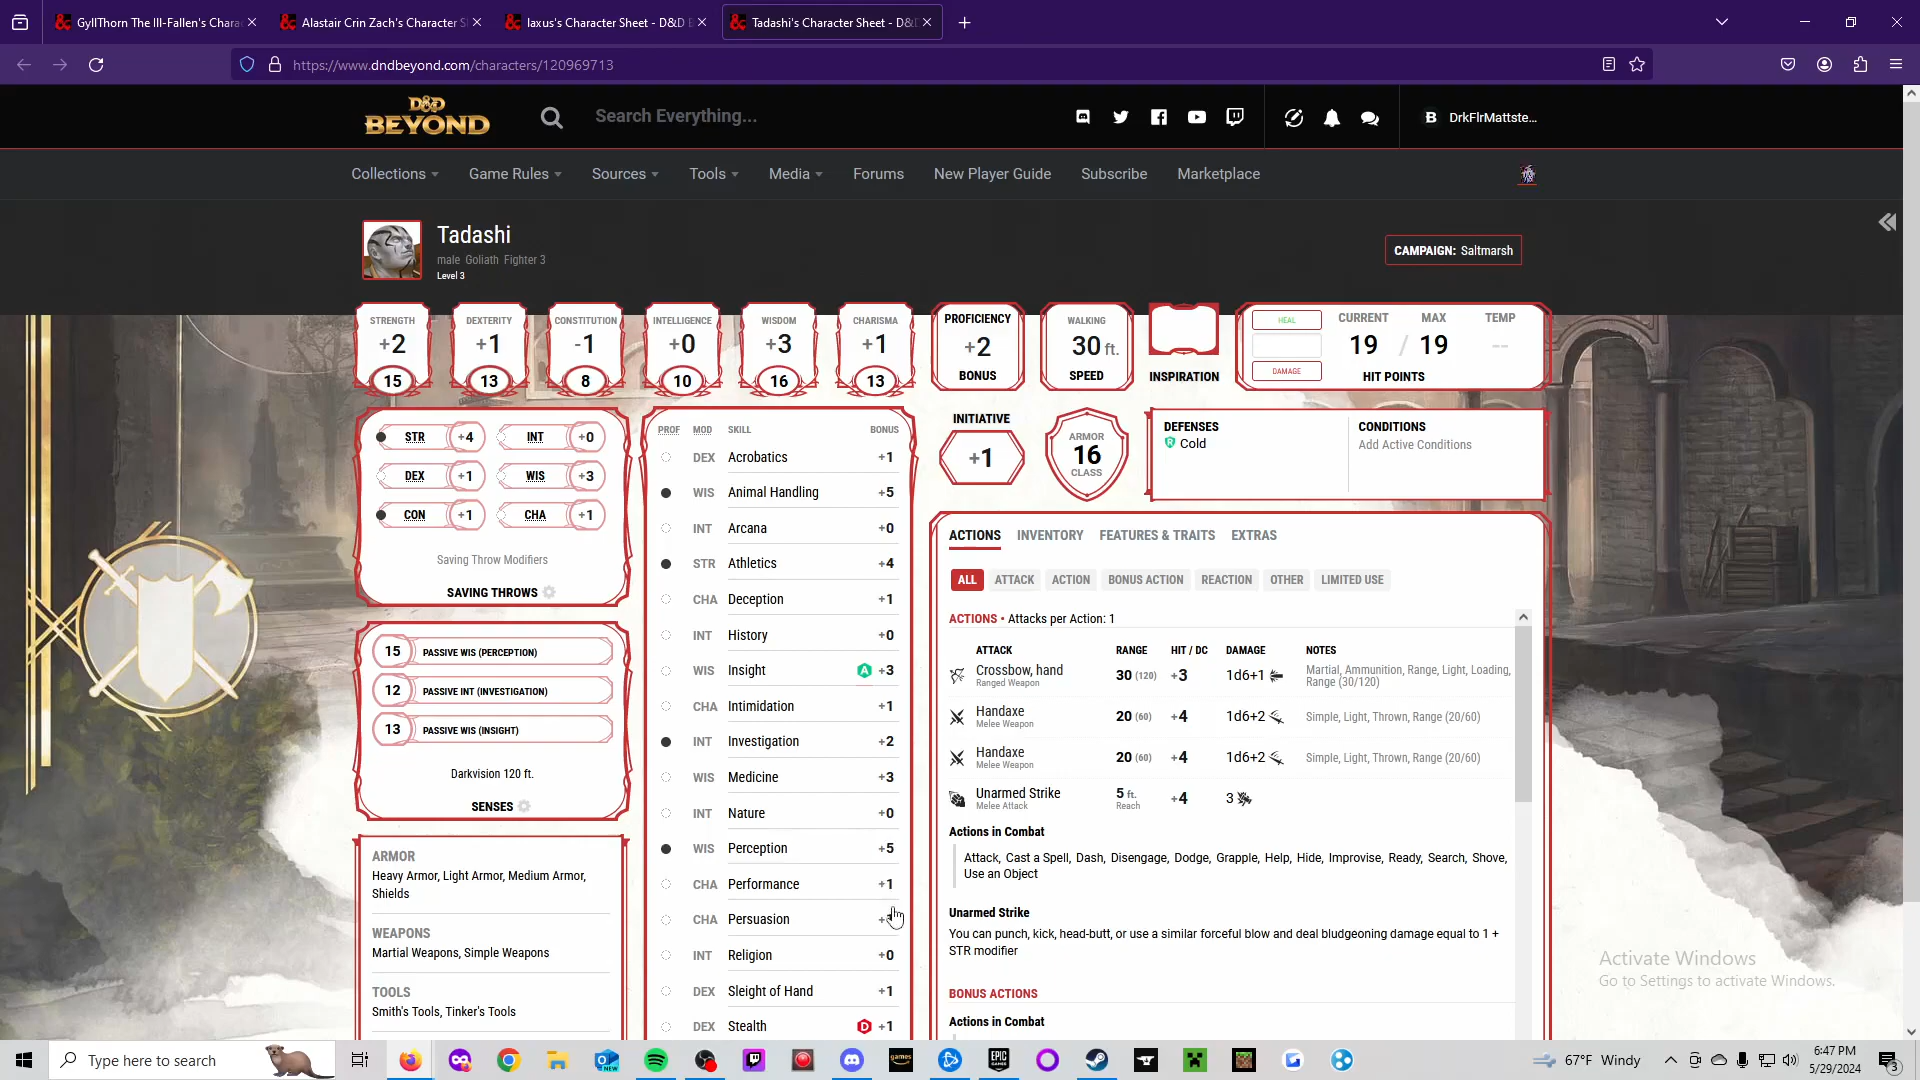 GyllThorn The Ill-Fallen's Chara
Alastair Crin Zach's Character S
Iaxus's Character Sheet - D&D B
Tadashi's Character Sheet - D&D
https://www.dndbeyond.com/characters/120969713
D&D
BEYOND
Search Everything...
B DrkFlrMattste...
Collections
Game Rules
Sources
Tools
Media
Forums
New Player Guide
Subscribe
Marketplace
Tadashi
male Goliath Fighter 3
Level 3
CAMPAIGN: Saltmarsh
STRENGTH
+2
15
DEXTERITY
+1
13
CONSTITUTION
-1
8
INTELLIGENCE
+0
10
WISDOM
+3
16
CHARISMA
+1
13
PROFICIENCY
+2
BONUS
WALKING
30 ft.
SPEED
INSPIRATION
HEAL
DAMAGE
CURRENT MAX TEMP
19 / 19 --
HIT POINTS
STR +4 INT +0
DEX +1 WIS +3
CON +1 CHA +1
Saving Throw Modifiers
SAVING THROWS
15 PASSIVE WIS (PERCEPTION)
12 PASSIVE INT (INVESTIGATION)
13 PASSIVE WIS (INSIGHT)
Darkvision 120 ft.
SENSES
ARMOR
Heavy Armor, Light Armor, Medium Armor,
Shields
WEAPONS
Martial Weapons, Simple Weapons
TOOLS
Smith's Tools, Tinker's Tools
PROF MOD SKILL BONUS
DEX Acrobatics +1
WIS Animal Handling +5
INT Arcana +0
STR Athletics +4
CHA Deception +1
INT History +0
WIS Insight A +3
CHA Intimidation +1
INT Investigation +2
WIS Medicine +3
INT Nature +0
WIS Perception +5
CHA Performance +1
CHA Persuasion
INT Religion +0
DEX Sleight of Hand +1
DEX Stealth D +1
INITIATIVE
+1
ARMOR
16
CLASS
DEFENSES
R Cold
CONDITIONS
Add Active Conditions
ACTIONS INVENTORY FEATURES & TRAITS EXTRAS
ALL ATTACK ACTION BONUS ACTION REACTION OTHER LIMITED USE
ACTIONS • Attacks per Action: 1
ATTACK RANGE HIT / DC DAMAGE NOTES
Crossbow, hand
Ranged Weapon
30 (120) +3 1d6+1 Martial, Ammunition, Range, Light, Loading,
Range (30/120)
Handaxe
Melee Weapon
20 (60) +4 1d6+2 Simple, Light, Thrown, Range (20/60)
Handaxe
Melee Weapon
20 (60) +4 1d6+2 Simple, Light, Thrown, Range (20/60)
Unarmed Strike
Melee Attack
5 ft.
Reach
+4 3
Actions in Combat
Attack, Cast a Spell, Dash, Disengage, Dodge, Grapple, Help, Hide, Improvise, Ready, Search, Shove,
Use an Object
Unarmed Strike
You can punch, kick, head-butt, or use a similar forceful blow and deal bludgeoning damage equal to 1 +
STR modifier
BONUS ACTIONS
Actions in Combat
Activate Windows
Go to Settings to activate Windows.
Type here to search
NEW
games
EPIC
GAMES
67°F Windy
6:47 PM
5/29/2024
3